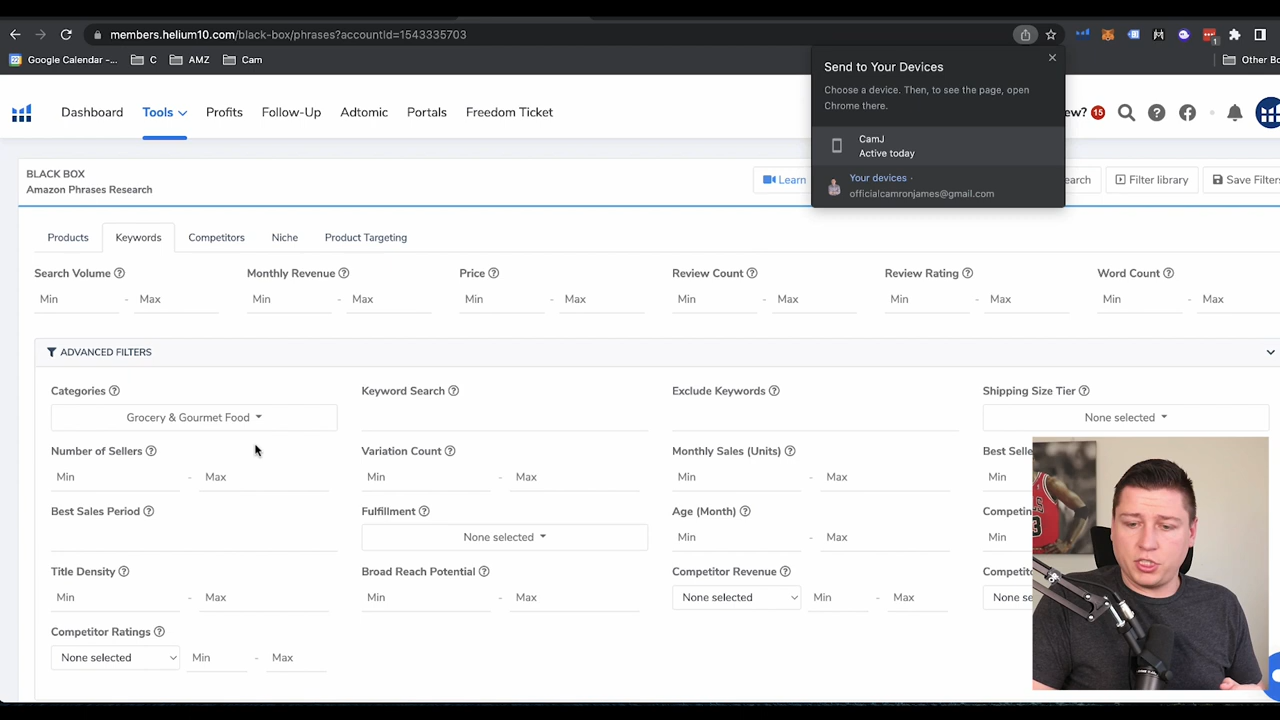 members.helium10.com/black-box/phrases?accountId=1543335703
Google Calendar -... C AMZ Cam Other Bo
Send to Your Devices
Choose a device. Then, to see the page, open
Chrome there.
CamJ
Active today
Your devices ·
officialcamronjames@gmail.com
Dashboard Tools Profits Follow-Up Adtomic Portals Freedom Ticket ew? 15
BLACK BOX
Amazon Phrases Research
Learn earch Filter library Save Filters
Products Keywords Competitors Niche Product Targeting
Search Volume Monthly Revenue Price Review Count Review Rating Word Count
Min - Max Min - Max Min - Max Min - Max Min - Max Min - Max
ADVANCED FILTERS
Categories Keyword Search Exclude Keywords Shipping Size Tier
Grocery & Gourmet Food None selected
Number of Sellers Variation Count Monthly Sales (Units) Best Selle
Min - Max Min - Max Min - Max Min
Best Sales Period Fulfillment Age (Month) Competin
None selected Min - Max Min
Title Density Broad Reach Potential Competitor Revenue Competito
Min - Max Min - Max None selected Min - Max None se
Competitor Ratings
None selected Min - Max